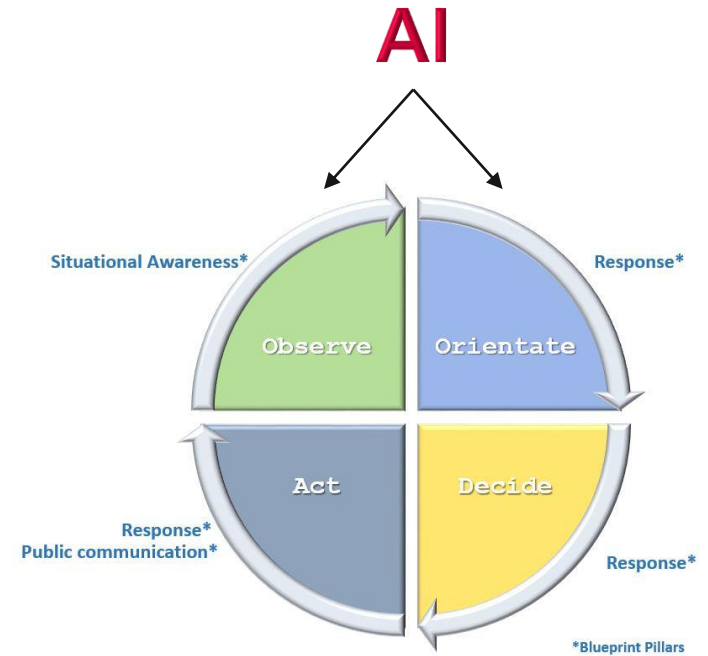 AI
Situational Awareness*
Response*
Observe
Orientate
Act
Decide
Response*
Public communication*
Response*
*Blueprint Pillars